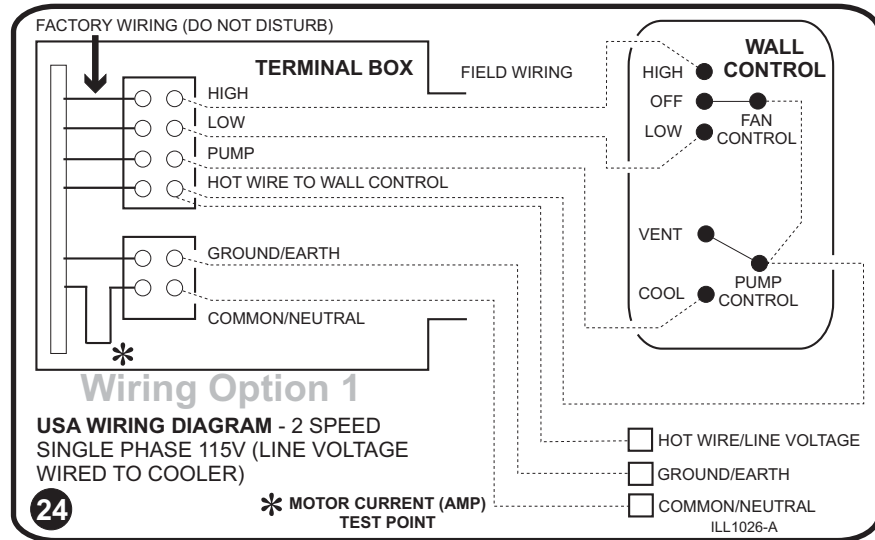 FACTORY WIRING (DO NOT DISTURB)
TERMINAL BOX
FIELD WIRING
WALL
CONTROL
HIGH
LOW
PUMP
HOT WIRE TO WALL CONTROL
GROUND/EARTH
COMMON/NEUTRAL
HIGH
OFF
LOW
FAN
CONTROL
VENT
COOL
PUMP
CONTROL
*
Wiring Option 1
USA WIRING DIAGRAM - 2 SPEED
SINGLE PHASE 115V (LINE VOLTAGE
WIRED TO COOLER)
24
* MOTOR CURRENT (AMP)
TEST POINT
HOT WIRE/LINE VOLTAGE
GROUND/EARTH
COMMON/NEUTRAL
ILL1026-A